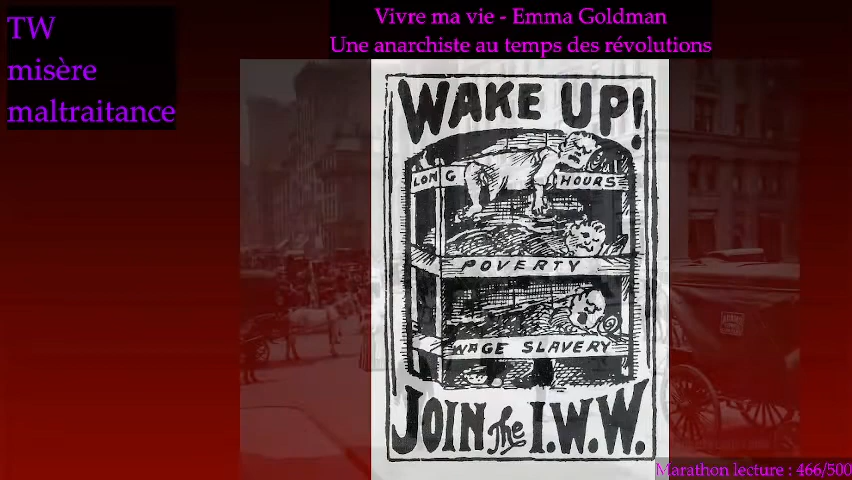 TW
misère
maltraitance
Vivre ma vie - Emma Goldman
Une anarchiste au temps des révolutions
WAKE UP!
LONG HOURS
POVERTY
WAGE SLAVERY
JOIN the I.W.W.
Marathon lecture : 466/500